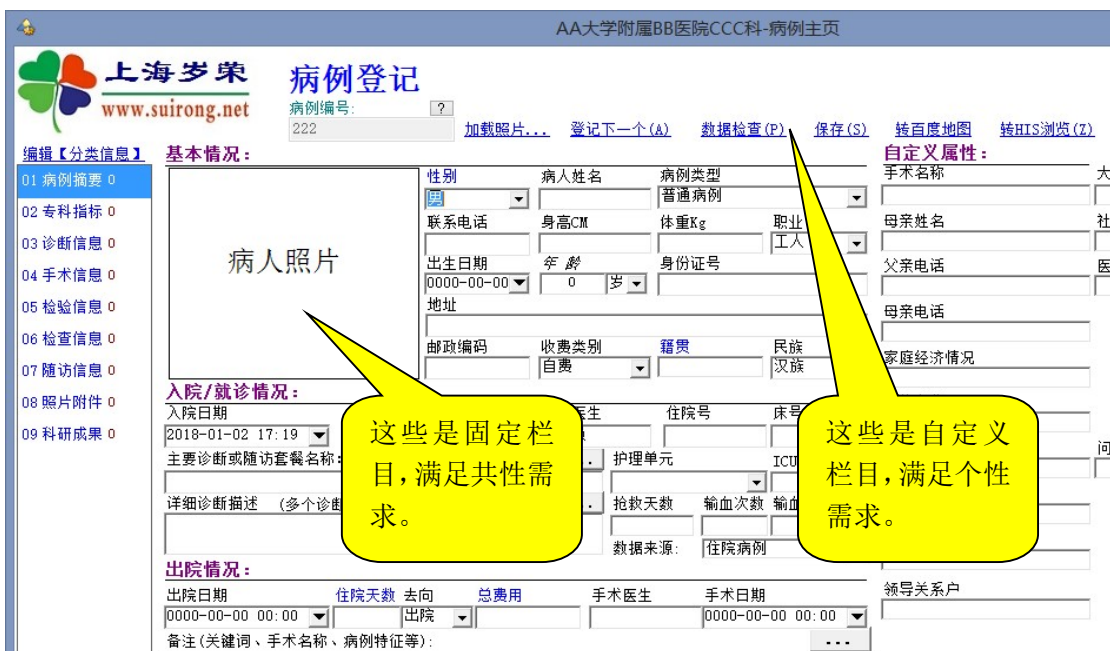 AA大学附属BB医院CCC科-病例主页
上海岁荣
www.suirong.net
病例登记
病例编号:
?
222
加载照片...
登记下一个(A)
数据检查(P)
保存(S)
转百度地图
转HIS浏览(Z)
编辑【分类信息】
01 病例摘要 0
02 专科指标 0
03 诊断信息 0
04 手术信息 0
05 检验信息 0
06 检查信息 0
07 随访信息 0
08 照片附件 0
09 科研成果 0
基本情况：
病人照片
性别 病人姓名 病例类型
男 普通病例
联系电话 身高CM 体重Kg 职业
工人
出生日期 年 龄 身份证号
0000-00-00 0 岁
地址
邮政编码 收费类别 籍贯 民族
自费 汉族
入院/就诊情况：
入院日期 医生 住院号 床号
2018-01-02 17:19
主要诊断或随访套餐名称: . 护理单元 ICU
详细诊断描述 (多个诊 . 抢救天数 输血次数 输血
数据来源: 住院病例
这些是固定栏
目，满足共性需
求。
这些是自定义
栏目，满足个性
需求。
出院情况：
出院日期 住院天数 去向 总费用 手术医生 手术日期
0000-00-00 00:00 出院 0000-00-00 00:00
备注(关键词、手术名称、病例特征等):
...
自定义属性：
手术名称 大
母亲姓名 社
父亲电话 医
母亲电话
家庭经济情况
问
领导关系户